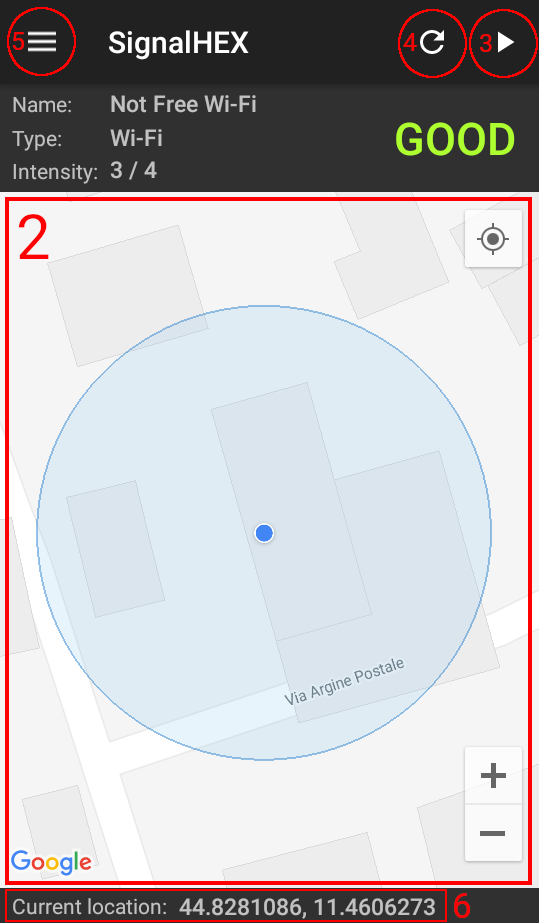 5 SignalHEX 4 3
Name: Not Free Wi-Fi
Type: Wi-Fi
GOOD
Intensity: 3 / 4
2
Via Argine Postale
Google
Current location: 44.8281086, 11.4606273 6